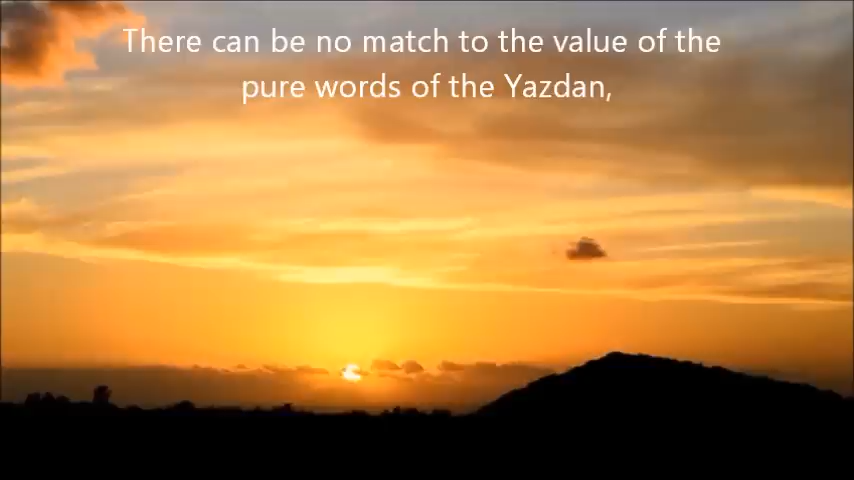 There can be no match to the value of the
pure words of the Yazdan,